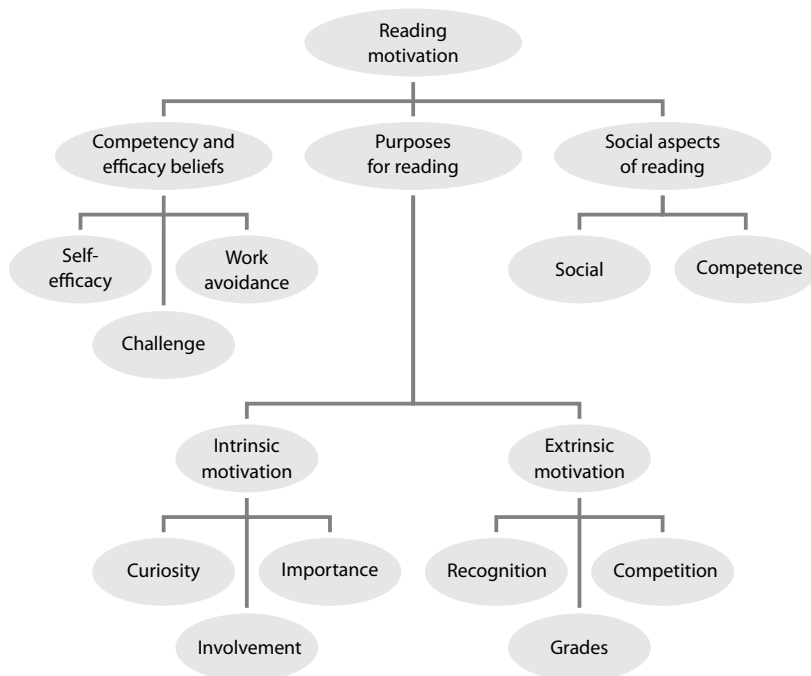 Reading
motivation
Competency and
efficacy beliefs
Purposes
for reading
Social aspects
of reading
Self-
efficacy
Work
avoidance
Challenge
Social
Competence
Intrinsic
motivation
Extrinsic
motivation
Curiosity
Importance
Involvement
Recognition
Competition
Grades